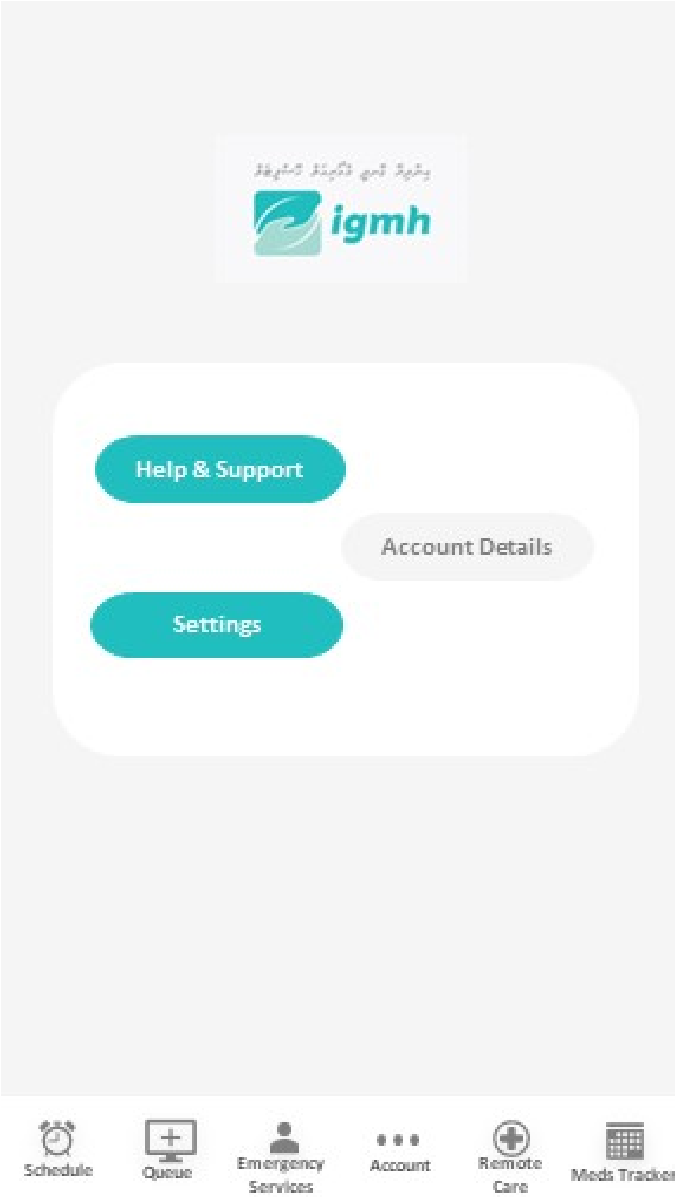 އިންދިރާ ގާންދީ މެމޯރިއަލް ހޮސްޕިޓަލް
igmh
Help & Support
Account Details
Settings
Schedule
Queue
Emergency
Services
Account
Remote
Care
Meds Tracker